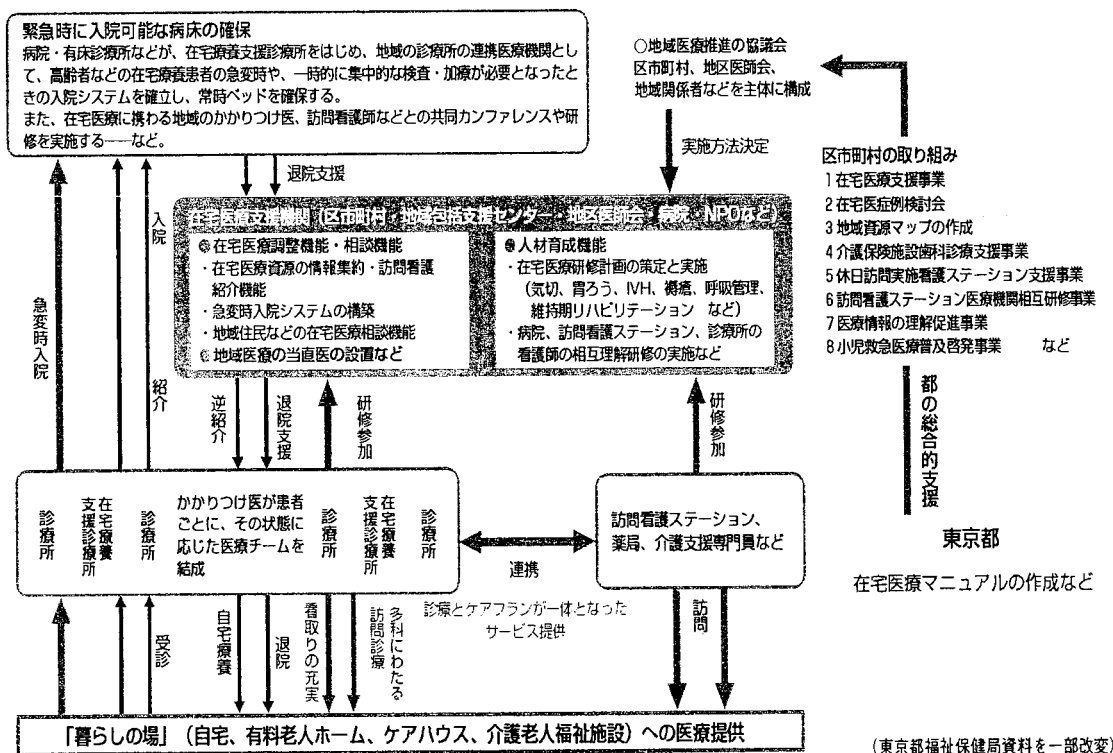 緊急時に入院可能な病床の確保
病院・有床診療所などが、在宅療養支援診療所をはじめ、地域の診療所の連携医療機関とし
て、高齢者などの在宅療養患者の急変時や、一時的に集中的な検査・加療が必要となったと
きの入院システムを確立し、常時ベッドを確保する。
また、在宅医療に携わる地域のかかりつけ医、訪問看護師などとの共同カンファレンスや研
修を実施する――など。
○地域医療推進の協議会
区市町村、地区医師会、
地域関係者などを主体に構成
実施方法決定
退院支援
区市町村の取り組み
1 在宅医療支援事業
2 在宅医症例検討会
3 地域資源マップの作成
4 介護保険施設歯科診療支援事業
5 休日訪問実施看護ステーション支援事業
6 訪問看護ステーション医療機関相互研修事業
7 医療情報の理解促進事業
8 小児救急医療普及啓発事業 など
在宅医療支援機関（区市町村・地域包括支援センター・地区医師会・病院・NPOなど）
◎在宅医療調整機能・相談機能
・在宅医療資源の情報集約・訪問看護
紹介機能
・急変時入院システムの構築
・地域住民などの在宅医療相談機能
◎地域医療の当直医の設置など
◎人材育成機能
・在宅医療研修計画の策定と実施
（気切、胃ろう、IVH、褥瘡、呼吸管理、
維持期リハビリテーション など）
・病院、訪問看護ステーション、診療所の
看護師の相互理解研修の実施など
急変時入院
紹介
入院
逆紹介
退院支援
研修参加
研修参加
都の総合的支援
東京都
在宅医療マニュアルの作成など
診療所
在宅療養
支援診療所
診療所
かかりつけ医が患者
ごとに、その状態に
応じた医療チームを
結成
診療所
在宅療養
支援診療所
診療所
連携
訪問看護ステーション、
薬局、介護支援専門員など
診療とケアプランが一体となった
サービス提供
受診
自宅療養
退院
看取りの充実
多科にわたる
訪問診療
訪問
「暮らしの場」（自宅、有料老人ホーム、ケアハウス、介護老人福祉施設）への医療提供
（東京都福祉保健局資料を一部改変）